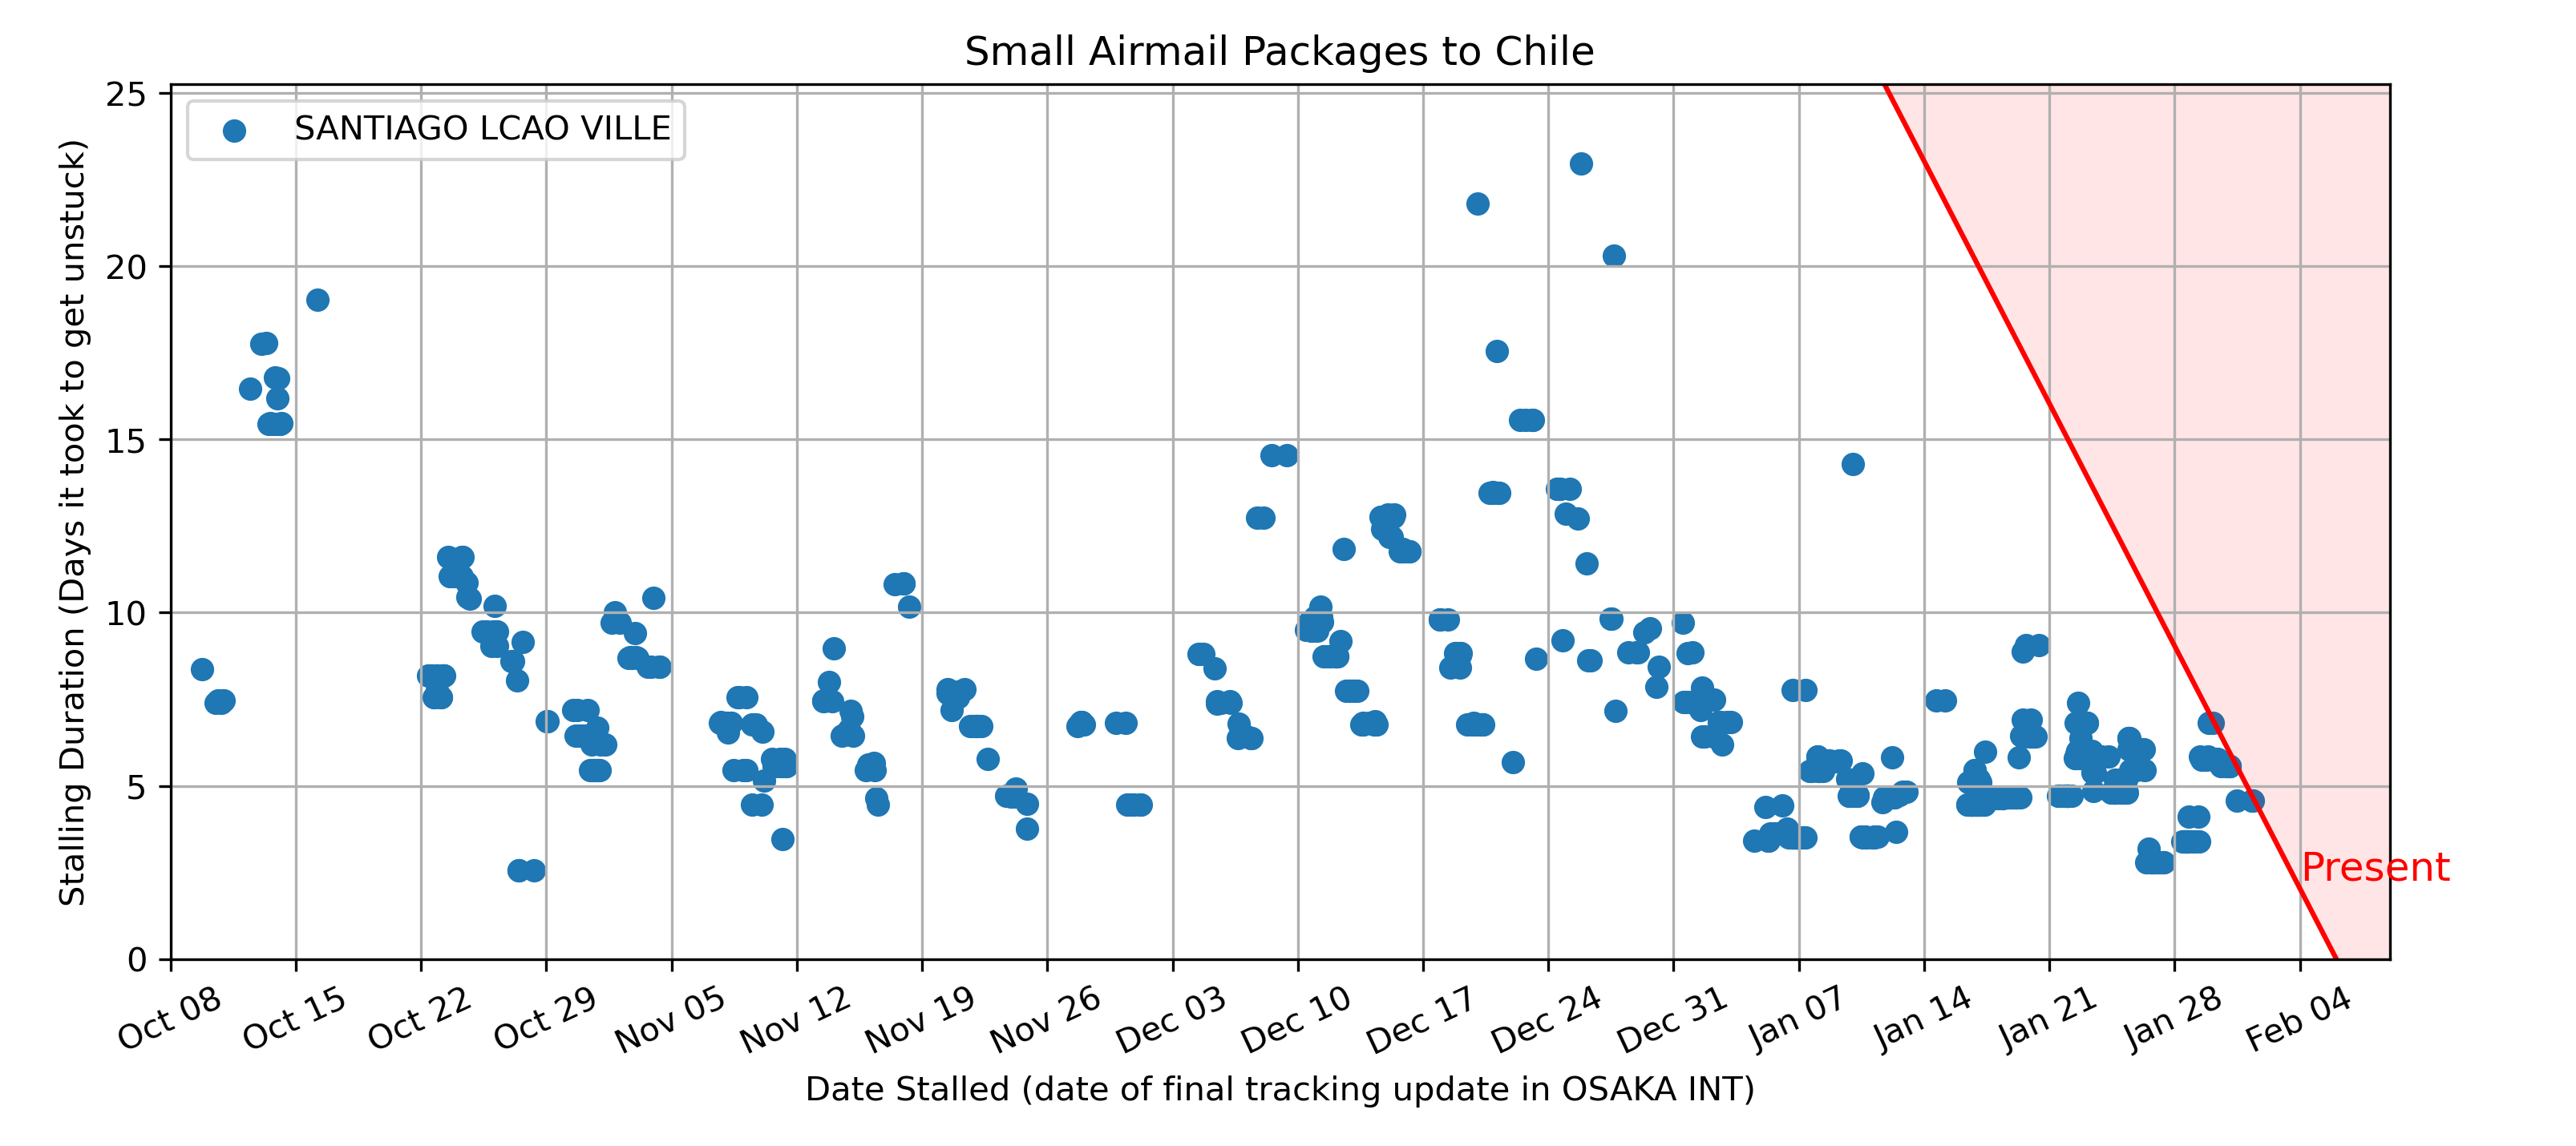 Small Airmail Packages to Chile
SANTIAGO LCAO VILLE
Stalling Duration (Days it took to get unstuck)
25
20
15
10
5
0
Present
Oct 08
Oct 15
Oct 22
Oct 29
Nov 05
Nov 12
Nov 19
Nov 26
Dec 03
Dec 10
Dec 17
Dec 24
Dec 31
Jan 07
Jan 14
Jan 21
Jan 28
Feb 04
Date Stalled (date of final tracking update in OSAKA INT)